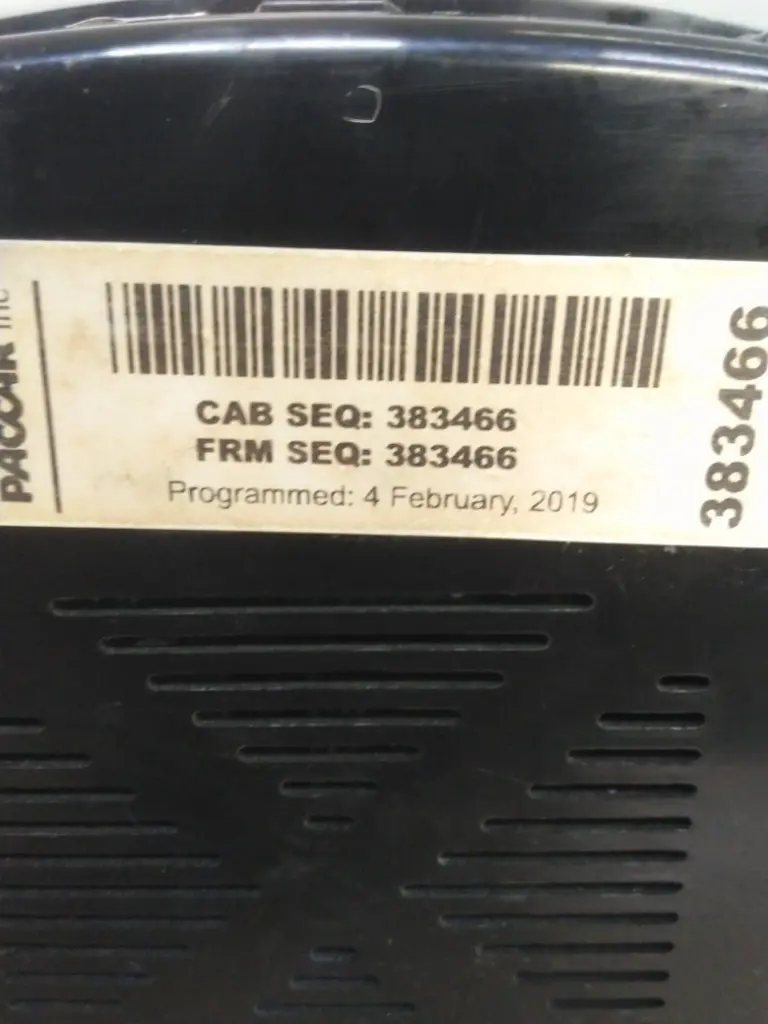 PACCAR Inc
CAB SEQ: 383466
FRM SEQ: 383466
Programmed: 4 February, 2019
383466